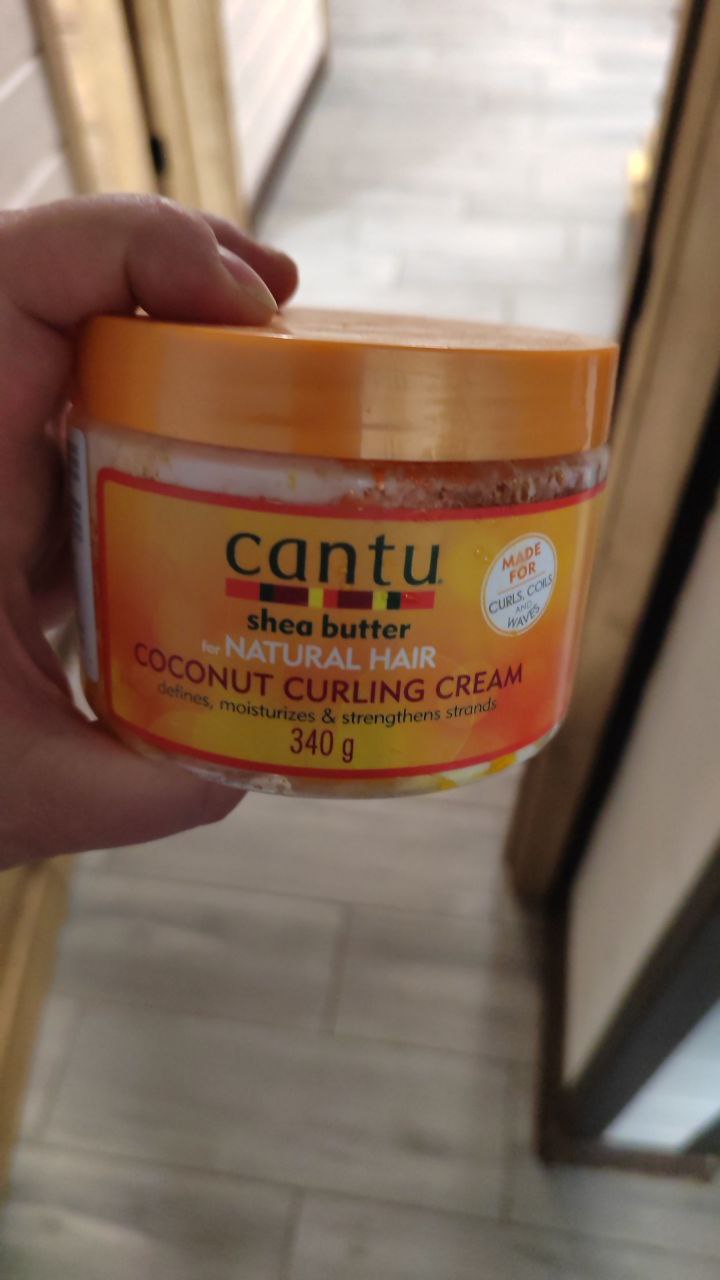 cantu
shea butter
for NATURAL HAIR
COCONUT CURLING CREAM
defines, moisturizes & strengthens strands
340 g
MADE
FOR
CURLS, COILS
AND
WAVES